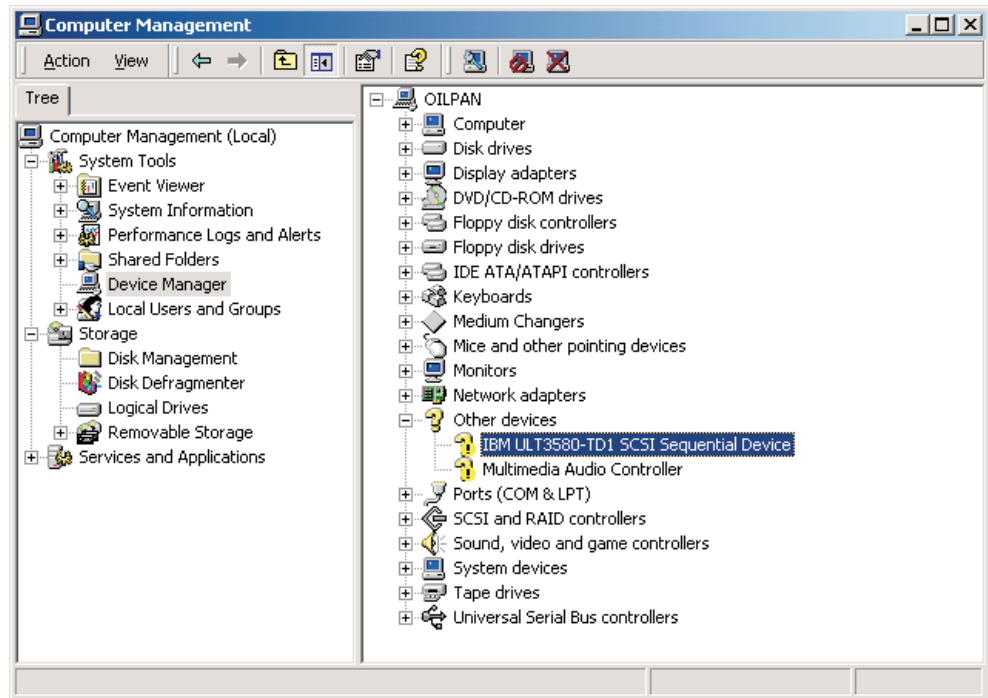 Computer Management
Action View
Tree
Computer Management (Local)
System Tools
Event Viewer
System Information
Performance Logs and Alerts
Shared Folders
Device Manager
Local Users and Groups
Storage
Disk Management
Disk Defragmenter
Logical Drives
Removable Storage
Services and Applications
OILPAN
Computer
Disk drives
Display adapters
DVD/CD-ROM drives
Floppy disk controllers
Floppy disk drives
IDE ATA/ATAPI controllers
Keyboards
Medium Changers
Mice and other pointing devices
Monitors
Network adapters
Other devices
IBM ULT3580-TD1 SCSI Sequential Device
Multimedia Audio Controller
Ports (COM & LPT)
SCSI and RAID controllers
Sound, video and game controllers
System devices
Tape drives
Universal Serial Bus controllers